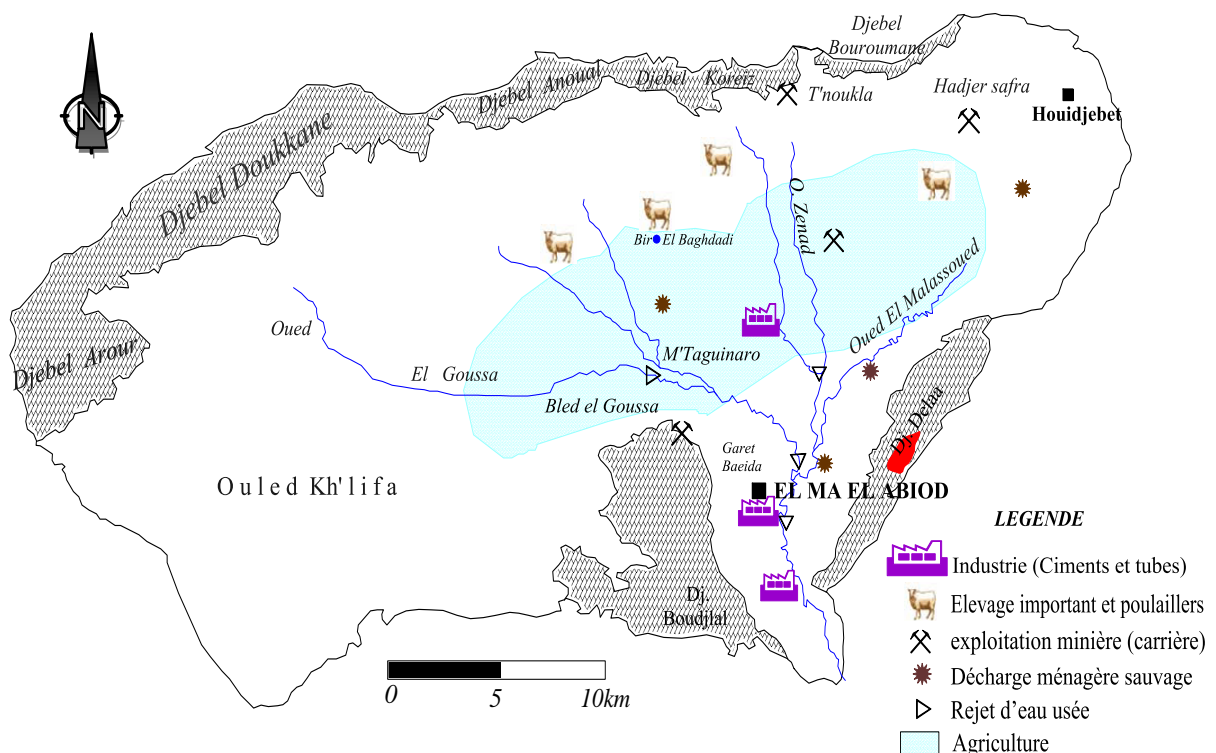 Djebel
Bouroumane
Djebel Anoual
Djebel Koreiz
T'noukla
Hadjer safra
Houidjebet
N
Djebel Doukkane
O. Zenad
Bir El Baghdadi
Oued El Malassoued
Oued
El Goussa
M'Taguinaro
Bled el Goussa
Djebel Arour
Dj. Delaa
Garet
Baeida
Ouled Kh'lifa
EL MA EL ABIOD
Dj.
Boudjlal
0 5 10km
LEGENDE
Industrie (Ciments et tubes)
Elevage important et poulaillers
exploitation minière (carrière)
Décharge ménagère sauvage
Rejet d'eau usée
Agriculture